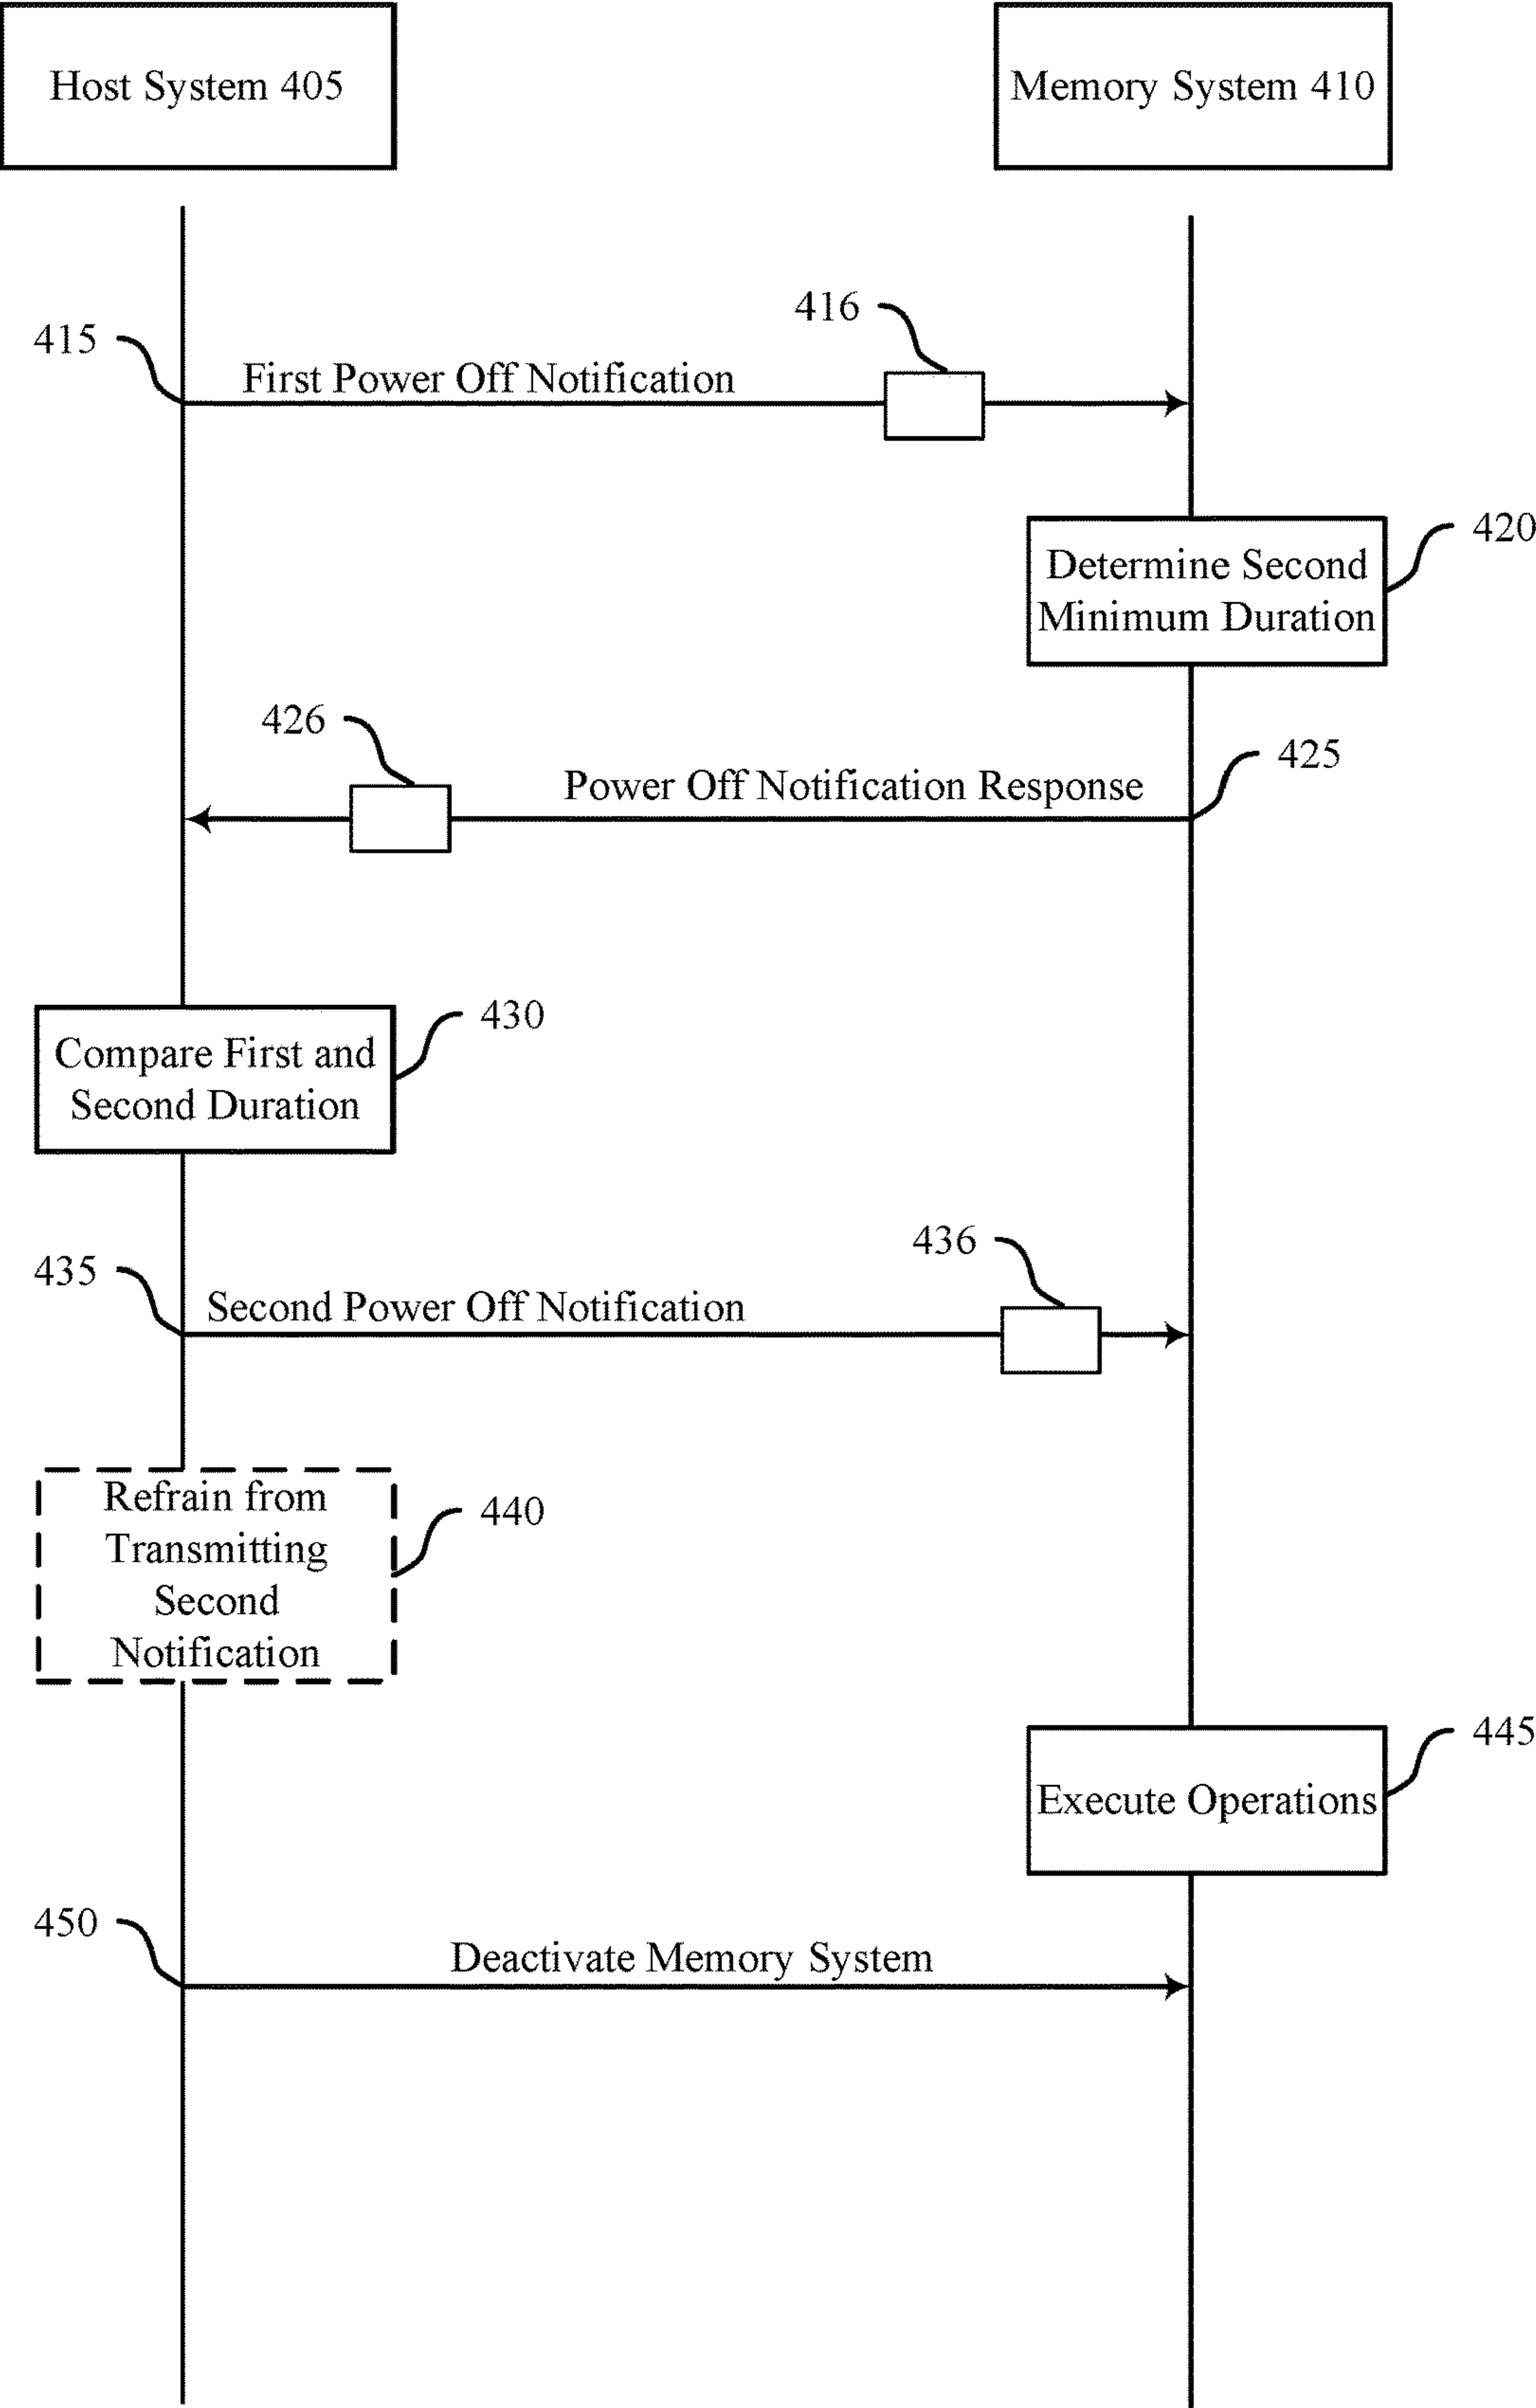 Host System 405
Memory System 410
416
415
First Power Off Notification
420
Determine Second
Minimum Duration
426
425
Power Off Notification Response
430
Compare First and
Second Duration
436
435
Second Power Off Notification
Refrain from
440
Transmitting
Second
Notification
445
Execute Operations
450
Deactivate Memory System